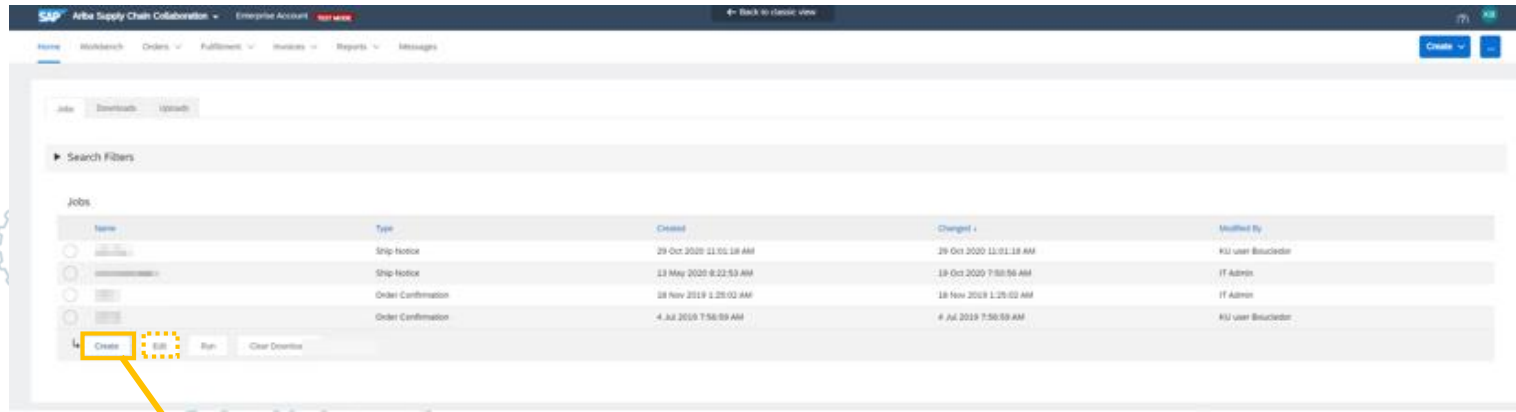 SAP Ariba Supply Chain Collaboration Enterprise Account TEST MODE
← Back to classic view
Home Workbench Orders Fulfillment Invoices Reports Messages
Create ...
Jobs Downloads Uploads
Search Filters
Jobs
Name Type Created Changed Modified By
Ship Notice 29 Oct 2020 11:01:18 AM 29 Oct 2020 11:01:18 AM KU user Boucledor
Ship Notice 13 May 2020 8:22:53 AM 19 Oct 2020 7:50:56 AM IT Admin
Order Confirmation 18 Nov 2019 1:25:02 AM 18 Nov 2019 1:25:02 AM IT Admin
Order Confirmation 4 Jul 2019 7:56:59 AM 4 Jul 2019 7:56:59 AM KU user Boucledor
Create Edit Run Clear